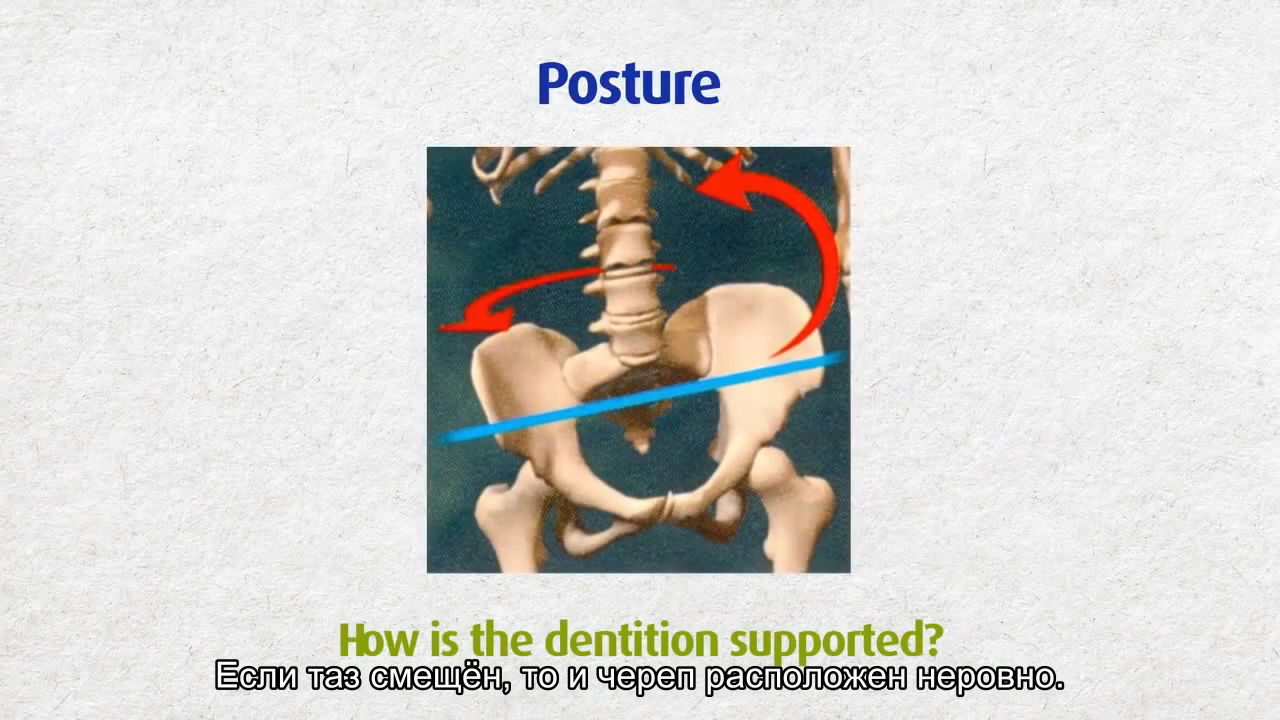 Posture
How is the dentition supported?
Если таз смещён, то и череп расположен неровно.